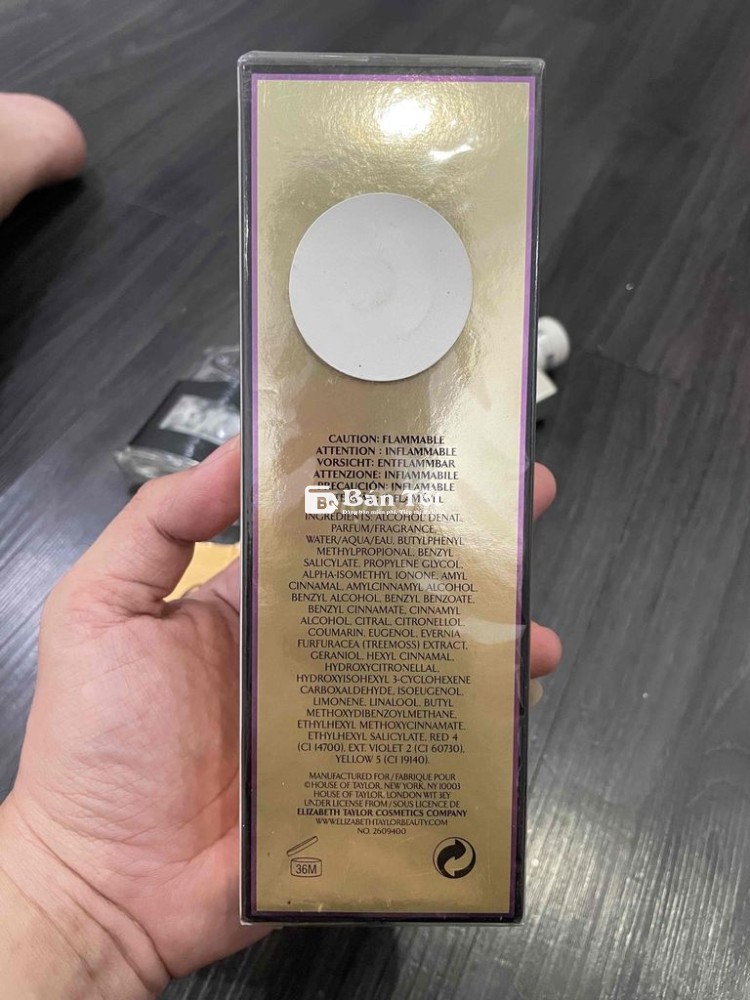 CAUTION: FLAMMABLE
ATTENTION : INFLAMMABLE
VORSICHT: ENTFLAMMBAR
ATTENZIONE: INFIAMMABILE
PRECAUCIÓN: INFLAMABLE
Bán
INGREDIENTS: ALCOHOL DENAT.,
PARFUM/FRAGRANCE,
WATER/AQUA/EAU, BUTYLPHENYL
METHYLPROPIONAL, BENZYL
SALICYLATE, PROPYLENE GLYCOL,
ALPHA-ISOMETHYL IONONE, AMYL
CINNAMAL, AMYLCINNAMYL ALCOHOL,
BENZYL ALCOHOL, BENZYL BENZOATE,
BENZYL CINNAMATE, CINNAMYL
ALCOHOL, CITRAL, CITRONELLOL,
COUMARIN, EUGENOL, EVERNIA
FURFURACEA (TREEMOSS) EXTRACT,
GERANIOL, HEXYL CINNAMAL,
HYDROXYCITRONELLAL,
HYDROXYISOHEXYL 3-CYCLOHEXENE
CARBOXALDEHYDE, ISOEUGENOL,
LIMONENE, LINALOOL, BUTYL
METHOXYDIBENZOYLMETHANE,
ETHYLHEXYL METHOXYCINNAMATE,
ETHYLHEXYL SALICYLATE, RED 4
(CI 14700), EXT. VIOLET 2 (CI 60730),
YELLOW 5 (CI 19140).
MANUFACTURED FOR/FABRIQUÉ POUR
©HOUSE OF TAYLOR, NEW YORK, NY 10003
HOUSE OF TAYLOR, LONDON W1T 3EY
UNDER LICENSE FROM/SOUS LICENCE DE
ELIZABETH TAYLOR COSMETICS COMPANY
WWW.ELIZABETHTAYLORBEAUTY.COM
NO. 2609400
36M